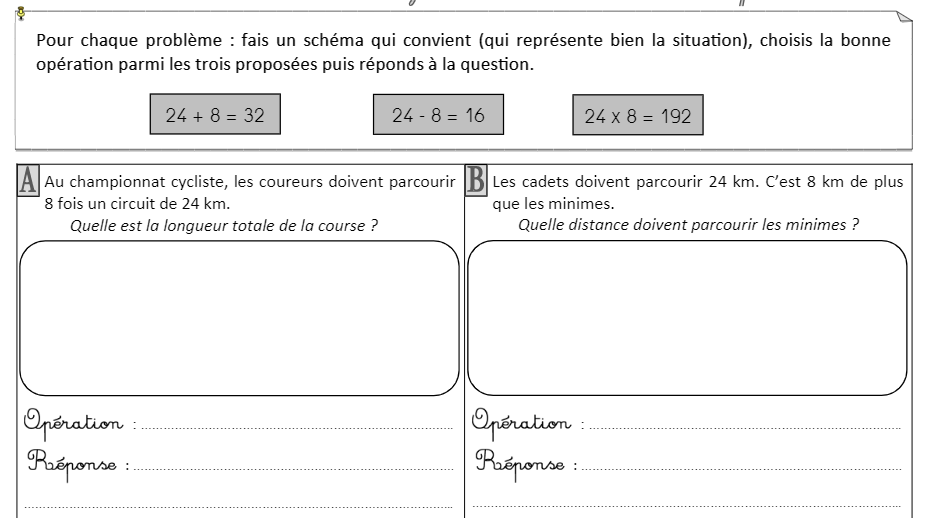 Pour chaque problème : fais un schéma qui convient (qui représente bien la situation), choisis la bonne
opération parmi les trois proposées puis réponds à la question.
24 + 8 = 32
24 - 8 = 16
24 x 8 = 192
A Au championnat cycliste, les coureurs doivent parcourir
8 fois un circuit de 24 km.
Quelle est la longueur totale de la course ?
Opération :
Réponse :
B Les cadets doivent parcourir 24 km. C’est 8 km de plus
que les minimes.
Quelle distance doivent parcourir les minimes ?
Opération :
Réponse :